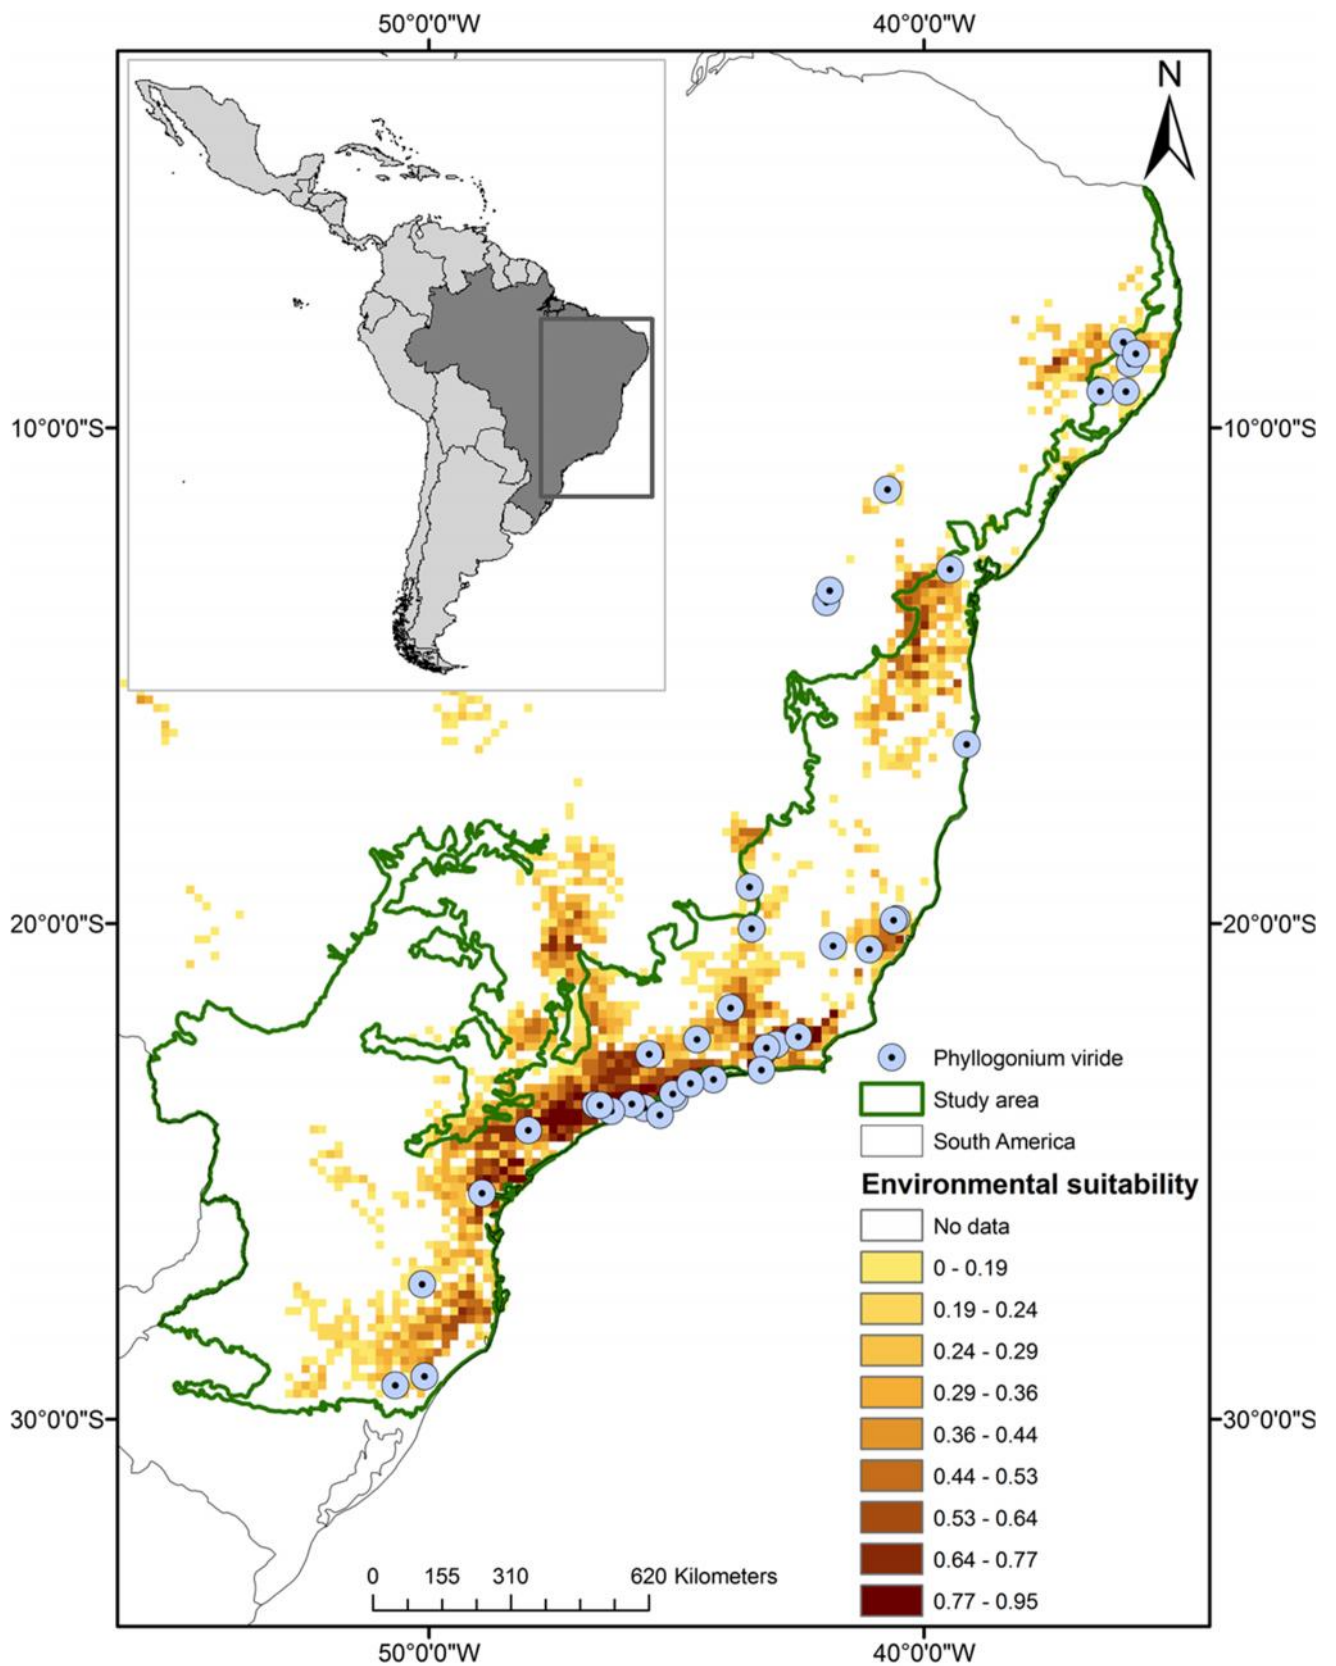 50°0'0"W 40°0'0"W
N
10°0'0"S 10°0'0"S
20°0'0"S 20°0'0"S
Phyllogonium viride
Study area
South America
Environmental suitability
No data
0 - 0.19
0.19 - 0.24
0.24 - 0.29
0.29 - 0.36
30°0'0"S 30°0'0"S
0.36 - 0.44
0.44 - 0.53
0.53 - 0.64
0.64 - 0.77
0 155 310 620 Kilometers
0.77 - 0.95
50°0'0"W 40°0'0"W